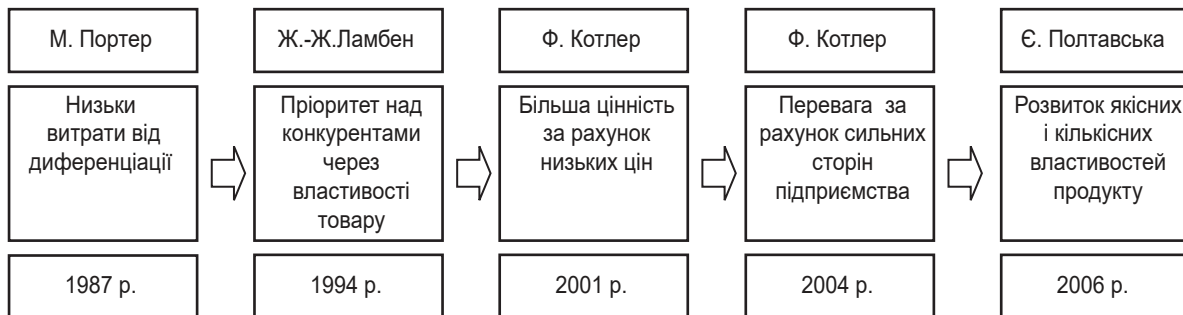 М. Портер
Ж.-Ж.Ламбен
Ф. Котлер
Ф. Котлер
Є. Полтавська
Низьки
витрати від
диференціації
Пріоритет над
конкурентами
через
властивості
товару
Більша цінність
за рахунок
низьких цін
Перевага за
рахунок сильних
сторін
підприємства
Розвиток якісних
і кількісних
властивостей
продукту
1987 р.
1994 р.
2001 р.
2004 р.
2006 р.